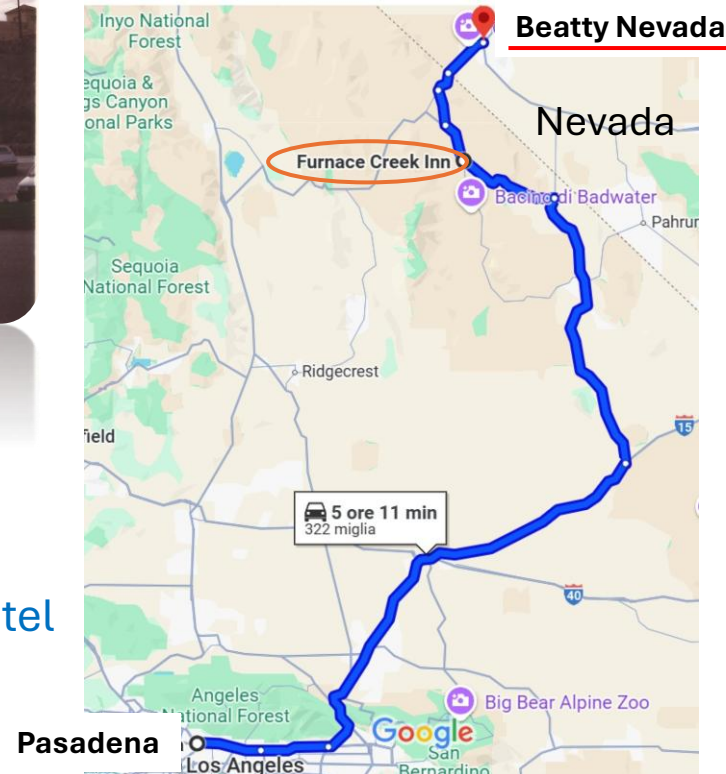 Beatty Nevada
Inyo National
Forest
equoia &
gs Canyon
onal Parks
Nevada
Furnace Creek Inn
Bacino di Badwater
Pahrur
Sequoia
National Forest
Ridgecrest
field
15
5 ore 11 min
322 miglia
40
tel
Angeles
National Forest
Big Bear Alpine Zoo
Pasadena
Google
Los Angeles
San
Bernardino